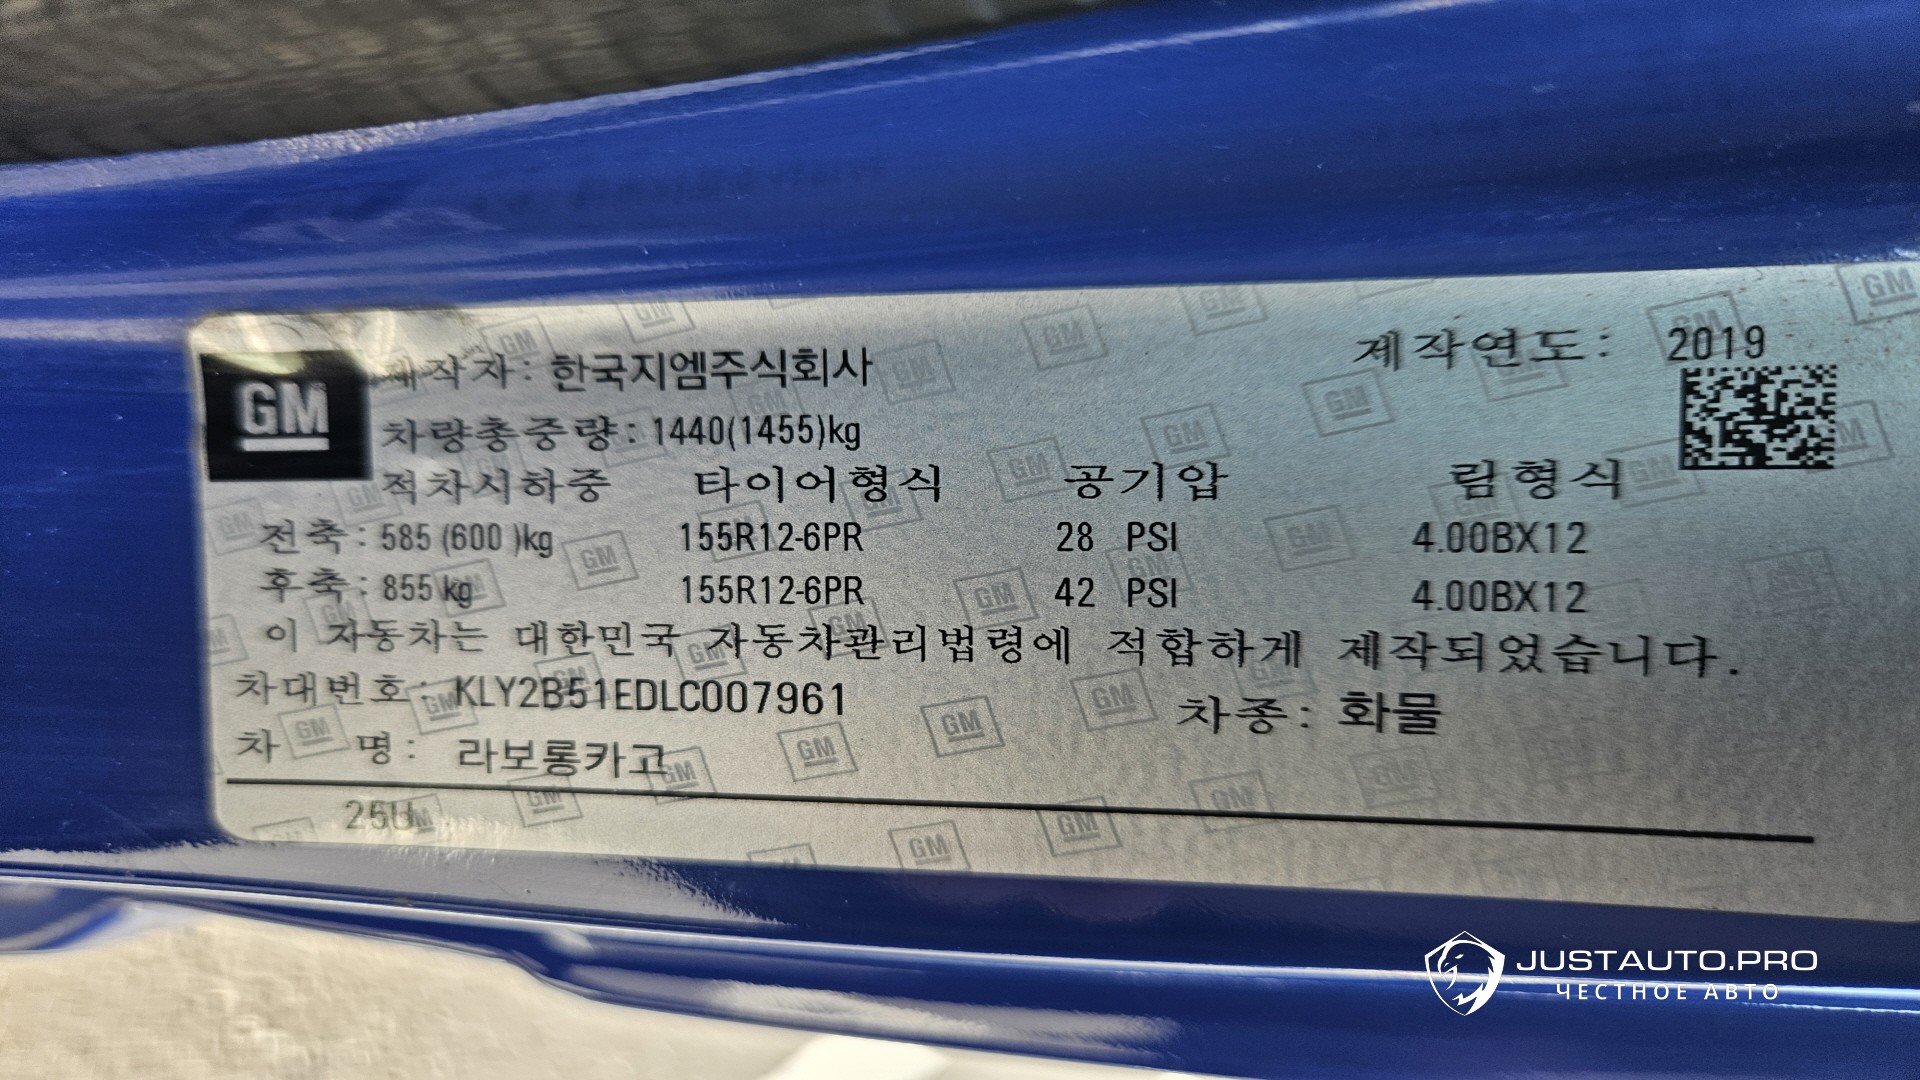 GM
제작자: 한국지엠주식회사
제작연도: 2019
차량총중량: 1440(1455)kg
적차시하중 타이어형식 공기압 림형식
전축: 585 (600 )kg 155R12-6PR 28 PSI 4.00BX12
후축: 855 kg 155R12-6PR 42 PSI 4.00BX12
이 자동차는 대한민국 자동차관리법령에 적합하게 제작되었습니다.
차대번호: KLY2B51EDLC007961
차종: 화물
차 명: 라보롱카고
25U
JUSTAUTO.PRO
ЧЕСТНОЕ АВТО